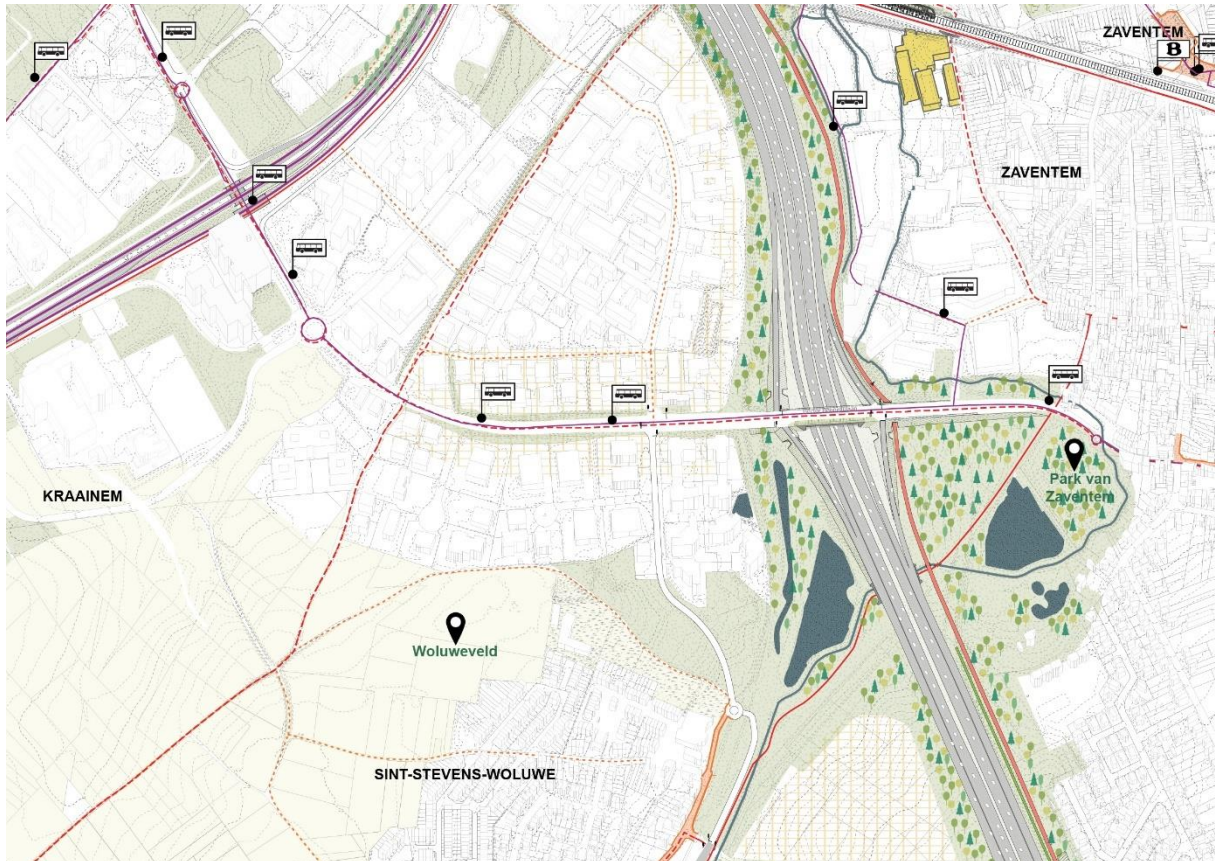 ZAVENTEM
B
ZAVENTEM
Park van
Zaventem
KRAAINEM
Woluweveld
SINT-STEVENS-WOLUWE